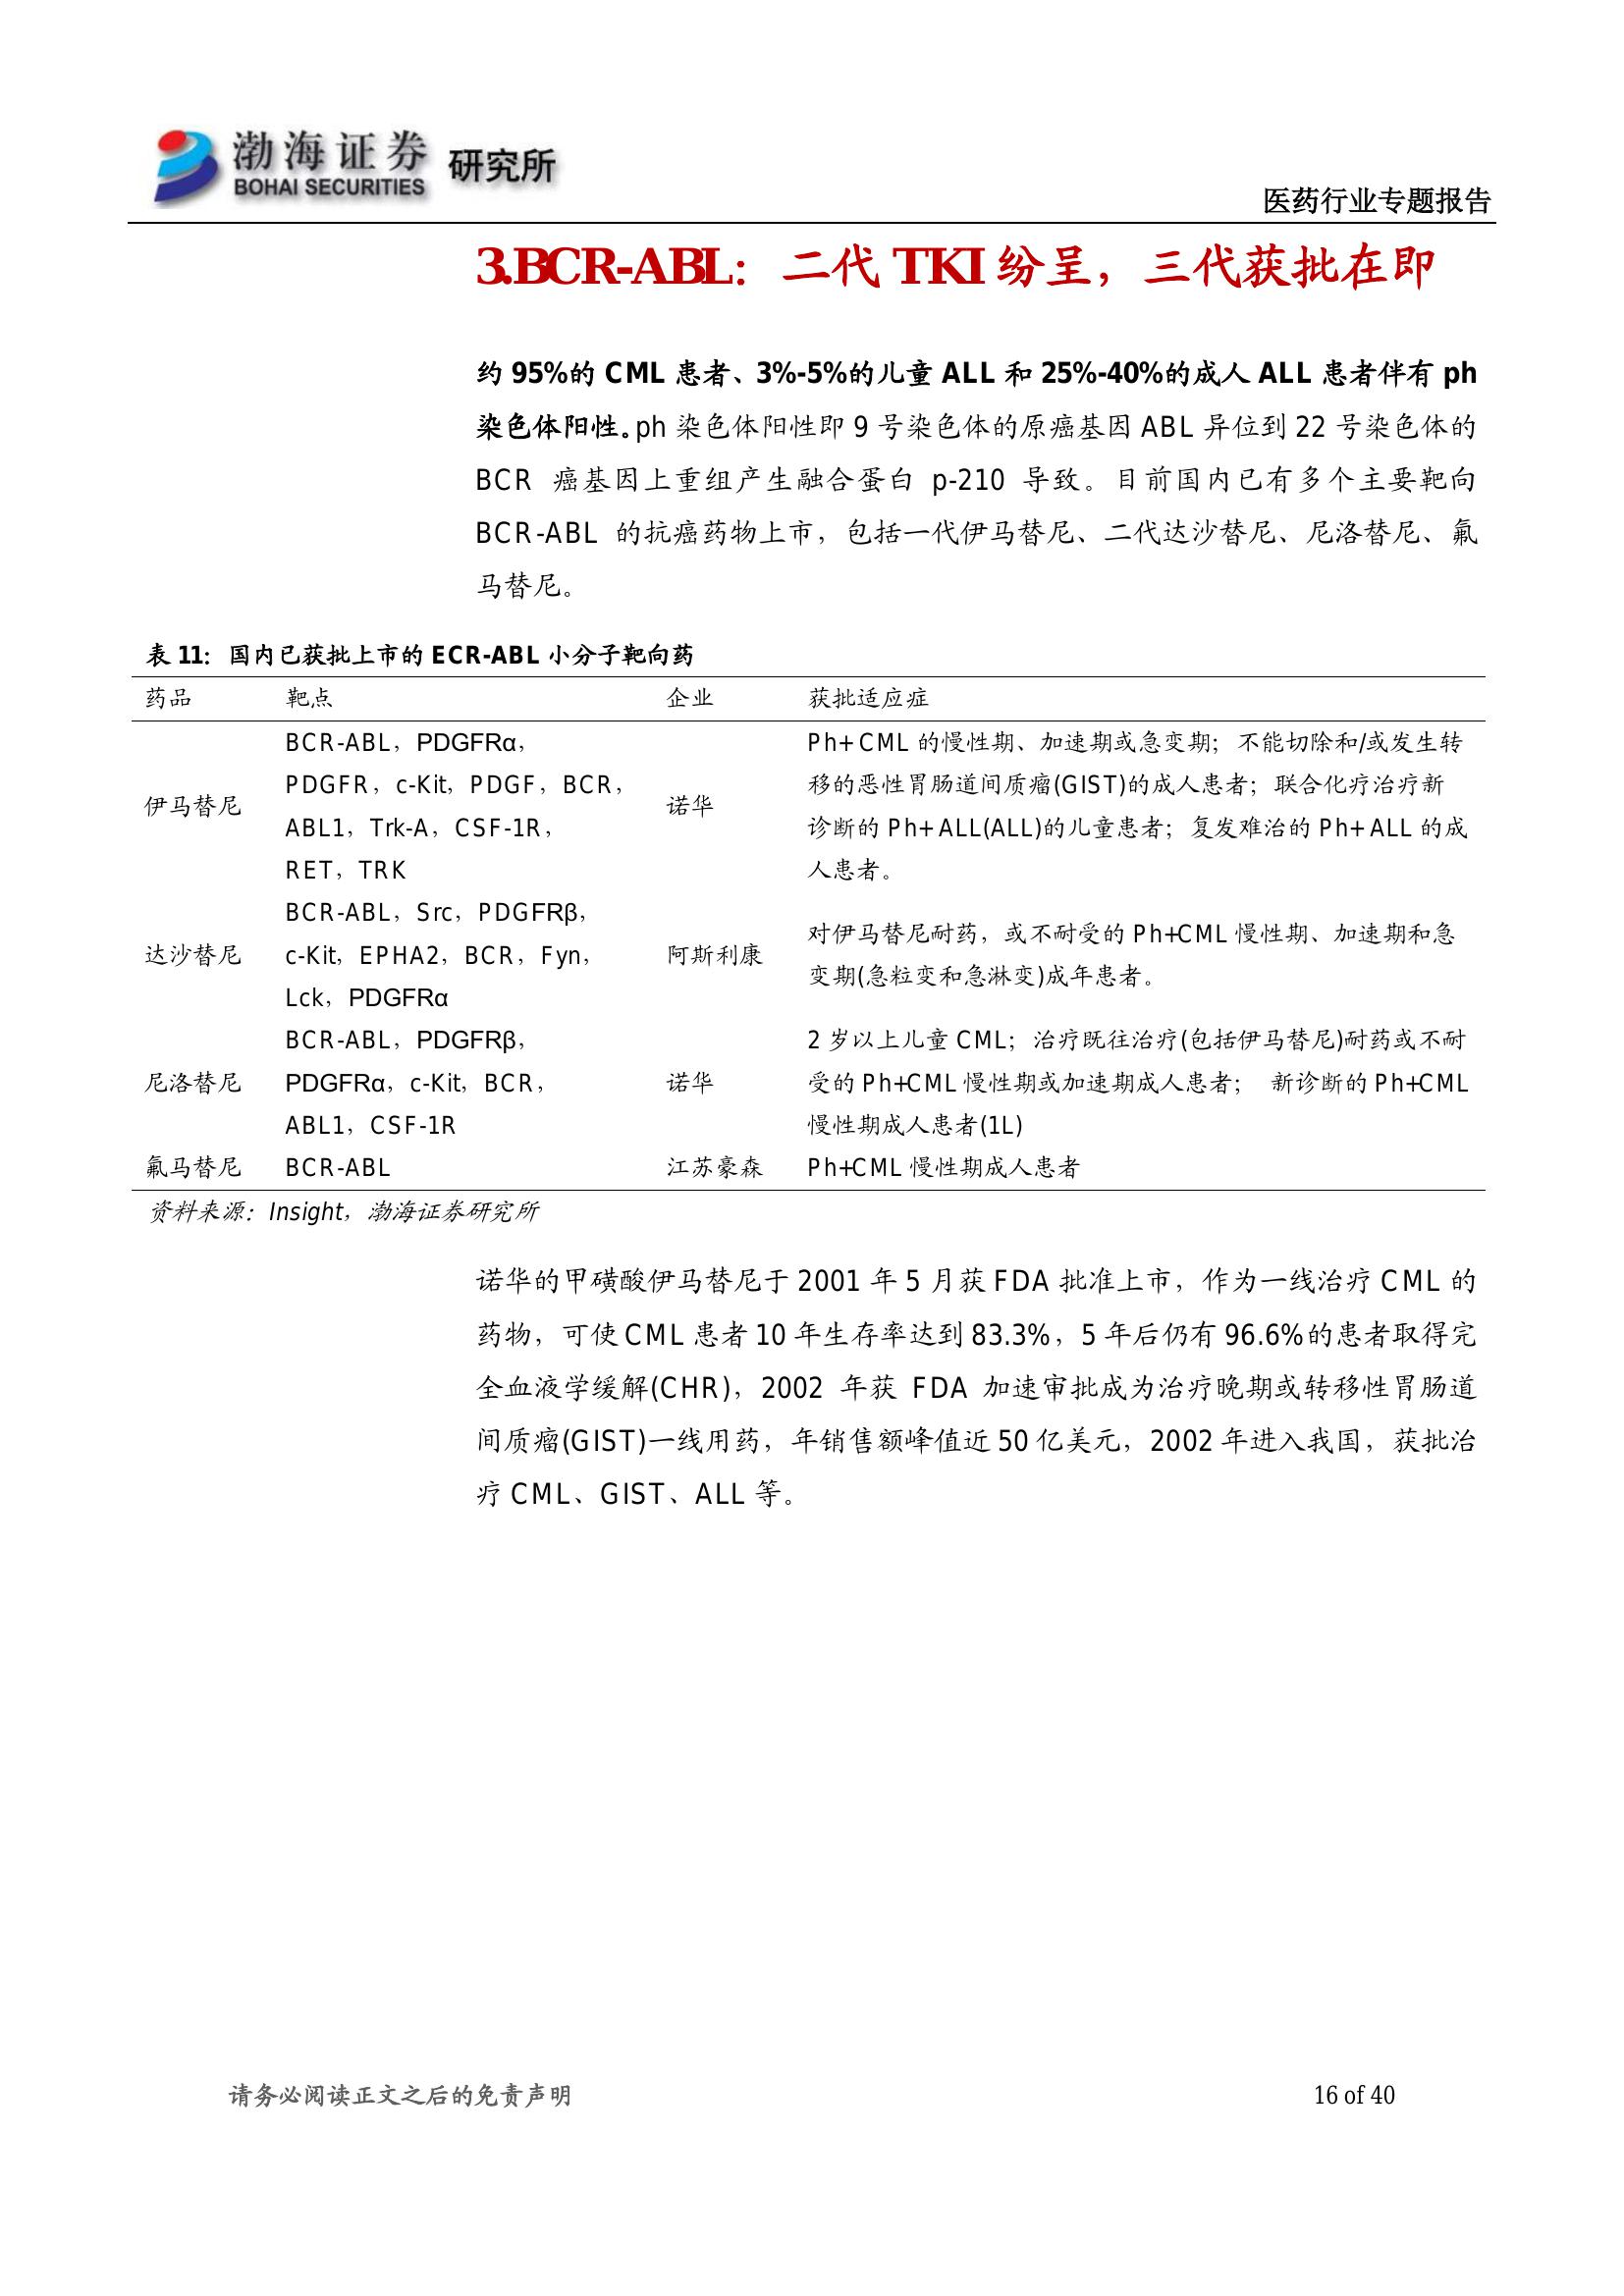 渤海证券 研究所
BOHAI SECURITIES
医药行业专题报告
3.BCR-ABL：二代 TKI 纷呈，三代获批在即
约 95%的 CML 患者、3%-5%的儿童 ALL 和 25%-40%的成人 ALL 患者伴有 ph
染色体阳性。ph 染色体阳性即 9 号染色体的原癌基因 ABL 异位到 22 号染色体的
BCR 癌基因上重组产生融合蛋白 p-210 导致。目前国内已有多个主要靶向
BCR-ABL 的抗癌药物上市，包括一代伊马替尼、二代达沙替尼、尼洛替尼、氟
马替尼。
表 11：国内已获批上市的 ECR-ABL 小分子靶向药
药品 靶点 企业 获批适应症
伊马替尼
BCR-ABL，PDGFRα，
PDGFR，c-Kit，PDGF，BCR，
ABL1，Trk-A，CSF-1R，
RET，TRK
诺华
Ph+ CML 的慢性期、加速期或急变期；不能切除和/或发生转
移的恶性胃肠道间质瘤(GIST)的成人患者；联合化疗治疗新
诊断的 Ph+ ALL(ALL)的儿童患者；复发难治的 Ph+ ALL 的成
人患者。
达沙替尼
BCR-ABL，Src，PDGFRβ，
c-Kit，EPHA2，BCR，Fyn，
Lck，PDGFRα
阿斯利康
对伊马替尼耐药，或不耐受的 Ph+CML 慢性期、加速期和急
变期(急粒变和急淋变)成年患者。
尼洛替尼
BCR-ABL，PDGFRβ，
PDGFRα，c-Kit，BCR，
ABL1，CSF-1R
诺华
2 岁以上儿童 CML；治疗既往治疗(包括伊马替尼)耐药或不耐
受的 Ph+CML 慢性期或加速期成人患者； 新诊断的 Ph+CML
慢性期成人患者(1L)
氟马替尼 BCR-ABL 江苏豪森 Ph+CML 慢性期成人患者
资料来源：Insight，渤海证券研究所
诺华的甲磺酸伊马替尼于 2001 年 5 月获 FDA 批准上市，作为一线治疗 CML 的
药物，可使 CML 患者 10 年生存率达到 83.3%，5 年后仍有 96.6%的患者取得完
全血液学缓解(CHR)，2002 年获 FDA 加速审批成为治疗晚期或转移性胃肠道
间质瘤(GIST)一线用药，年销售额峰值近 50 亿美元，2002 年进入我国，获批治
疗 CML、GIST、ALL 等。
请务必阅读正文之后的免责声明
16 of 40